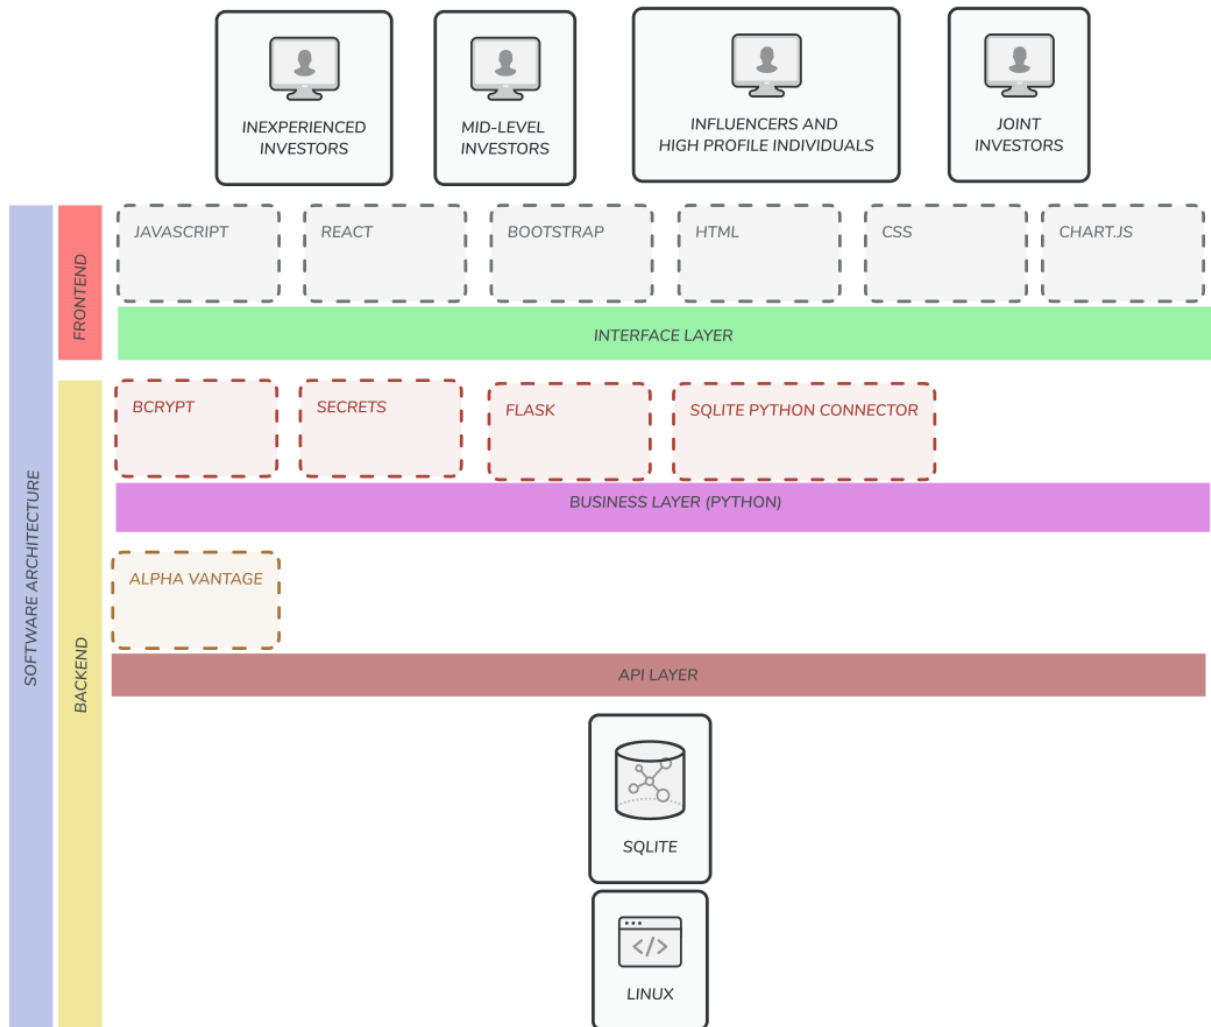 INEXPERIENCED
INVESTORS
MID-LEVEL
INVESTORS
INFLUENCERS AND
HIGH PROFILE INDIVIDUALS
JOINT
INVESTORS
SOFTWARE ARCHITECTURE
FRONTEND
JAVASCRIPT
REACT
BOOTSTRAP
HTML
CSS
CHART.JS
INTERFACE LAYER
BACKEND
BCRYPT
SECRETS
FLASK
SQLITE PYTHON CONNECTOR
BUSINESS LAYER (PYTHON)
ALPHA VANTAGE
API LAYER
SQLITE
</>
LINUX